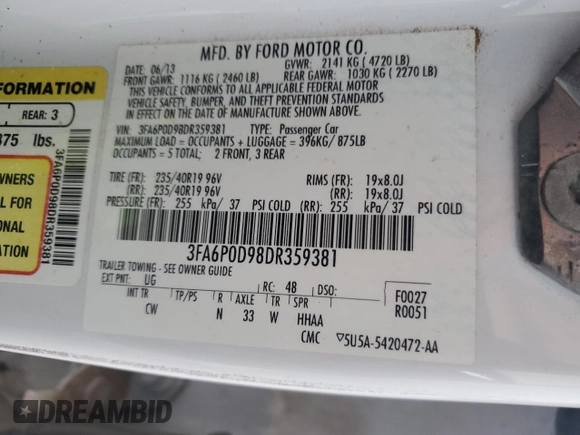 MFD. BY FORD MOTOR CO.
DATE: 06/13
GVWR: 2141 KG ( 4720 LB)
FRONT GAWR: 1116 KG ( 2460 LB)
REAR GAWR: 1030 KG ( 2270 LB)
THIS VEHICLE CONFORMS TO ALL APPLICABLE FEDERAL MOTOR
VEHICLE SAFETY, BUMPER, AND THEFT PREVENTION STANDARDS
IN EFFECT ON THE DATE OF MANUFACTURE SHOWN ABOVE.
VIN: 3FA6P0D98DR359381 TYPE: Passenger Car
MAXIMUM LOAD = OCCUPANTS + LUGGAGE = 396KG/ 875LB
OCCUPANTS = 5 TOTAL; 2 FRONT, 3 REAR
TIRE (FR): 235/40R19 96V RIMS (FR): 19x8.0J
(RR): 235/40R19 96V (RR): 19x8.0J
PRESSURE (FR): 255 kPa/ 37 PSI COLD (RR): 255 kPa/ 37 PSI COLD
3FA6P0D98DR359381
TRAILER TOWING - SEE OWNER GUIDE
EXT PNT: UG RC: 48 DSO: F0027
R0051
INT TR TP/PS R AXLE TR SPR
CW N 33 W HHAA
CMC 5U5A-5420472-AA
FORMATION
REAR: 3
875 lbs.
WNERS
L FOR
ONAL
ATION
3FA6P0D98DR359381
DREAMBID